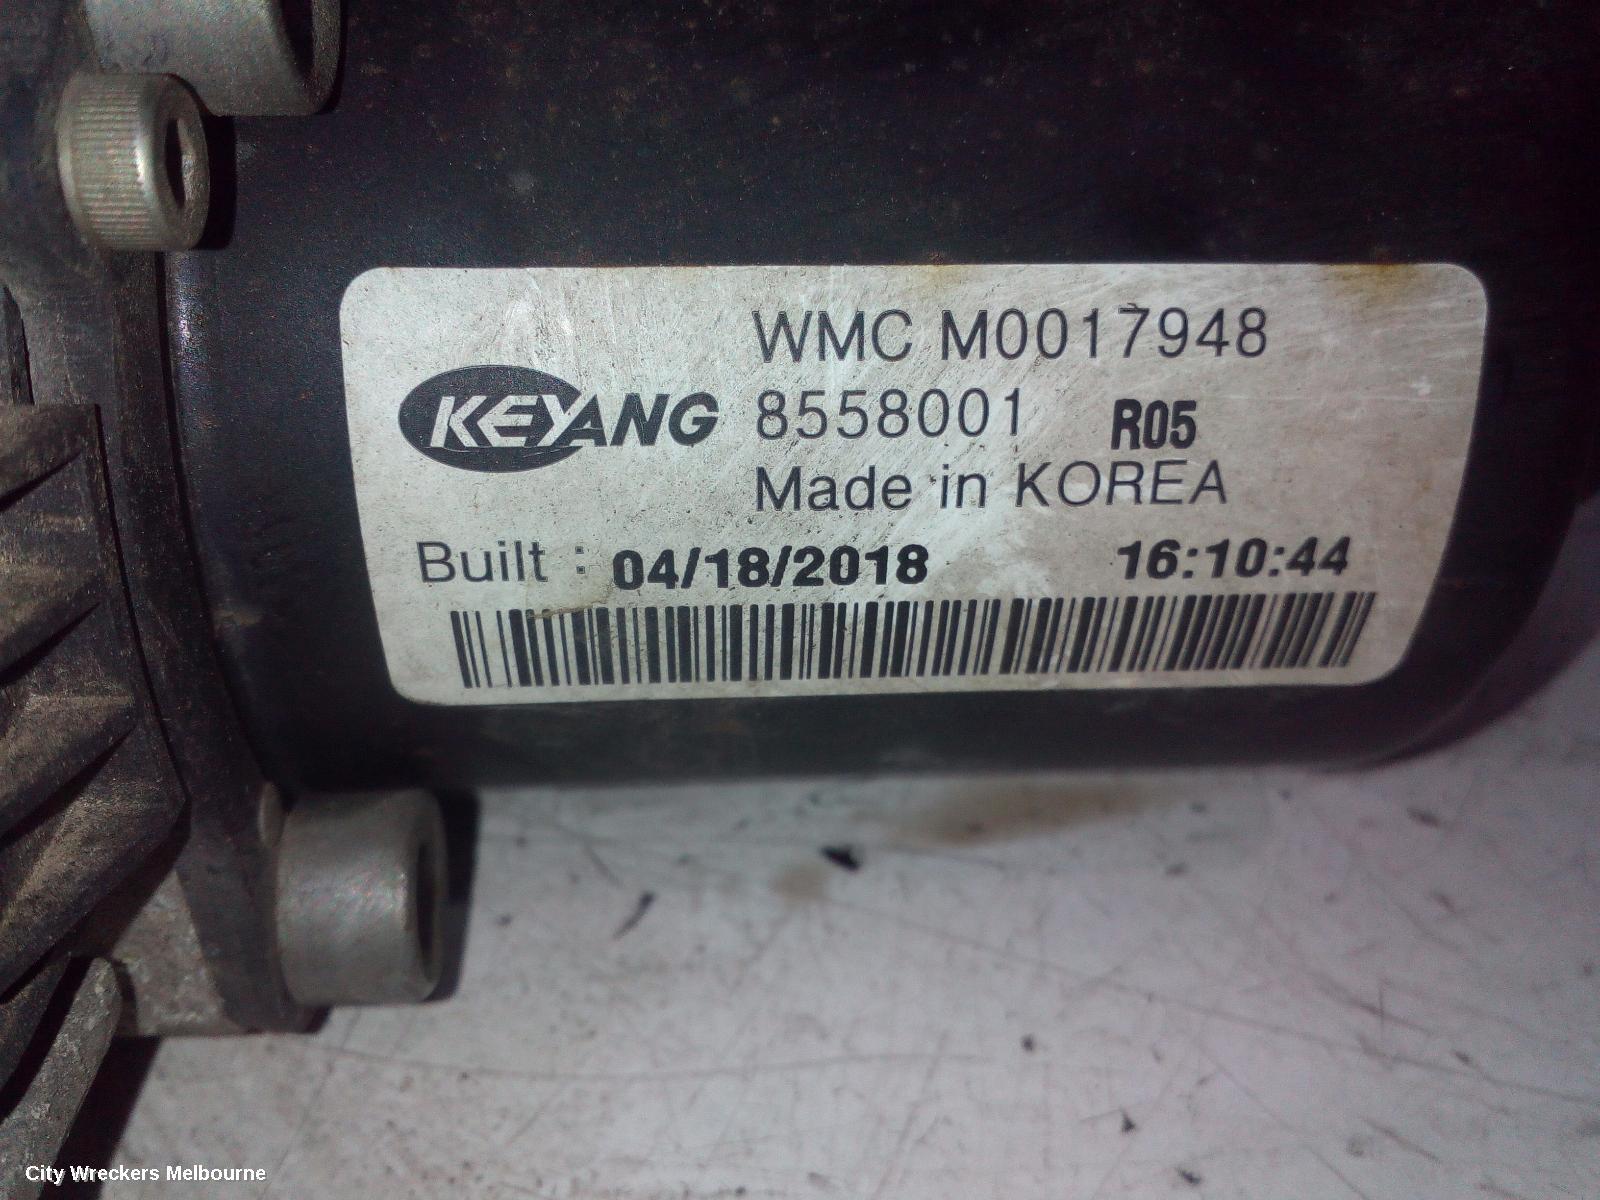 WMC M0017948
KEYANG 8558001 R05
Made in KOREA
Built : 04/18/2018 16:10:44
City Wreckers Melbourne